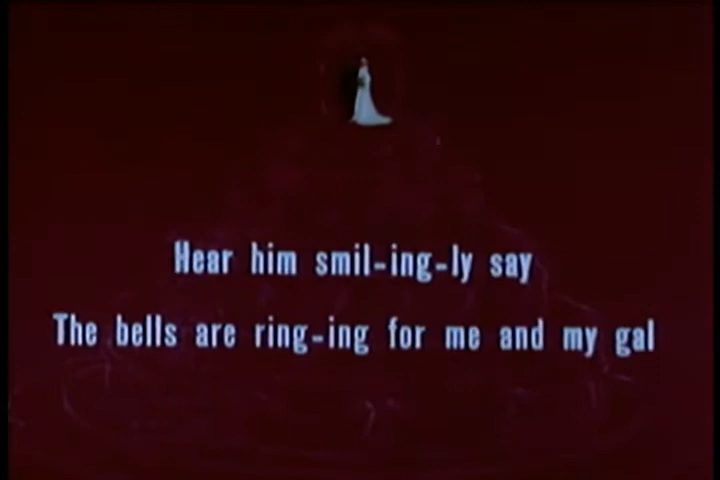 Hear him smil-ing-ly say
The bells are ring-ing for me and my gal